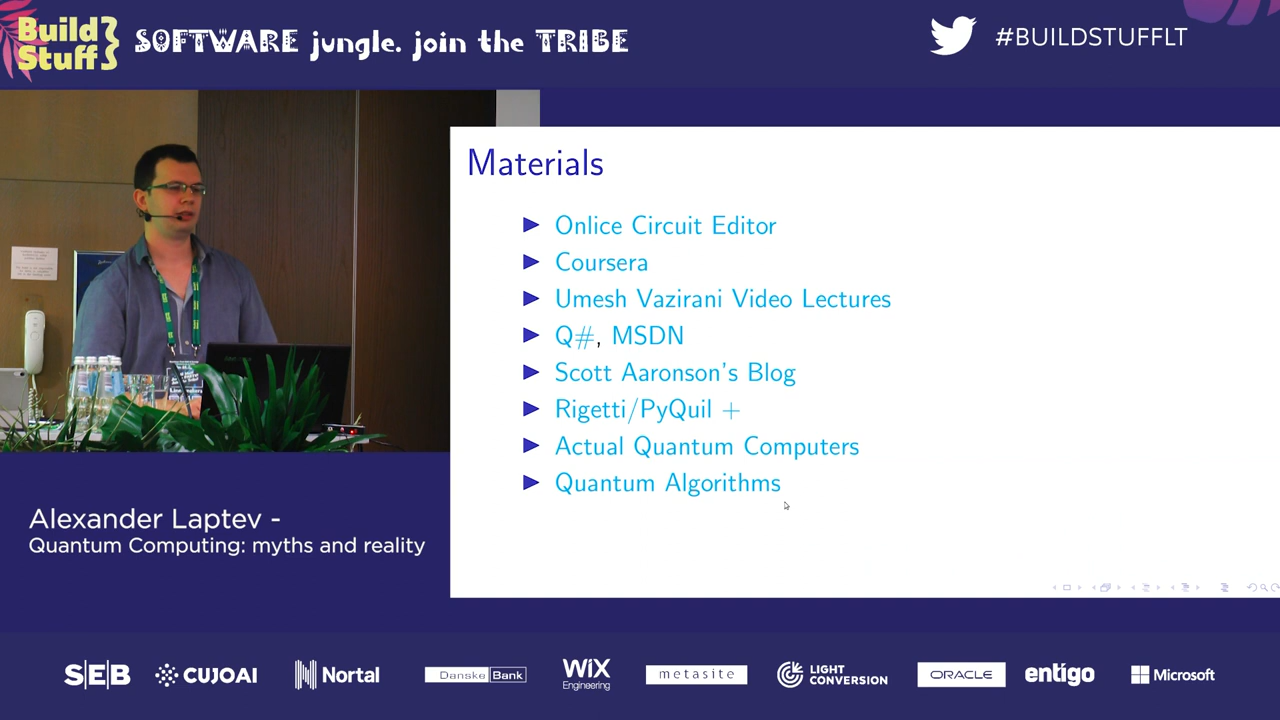 Build
Stuff
SOFTWARE jungle. join the TRIBE
#BUILDSTUFFLT
Materials
Onlice Circuit Editor
Coursera
Umesh Vazirani Video Lectures
Q#, MSDN
Scott Aaronson's Blog
Rigetti/PyQuil +
Actual Quantum Computers
Quantum Algorithms
Alexander Laptev -
Quantum Computing: myths and reality
S|E|B
CUJOAI
Nortal
Danske Bank
WiX
Engineering
metasite
LIGHT
CONVERSION
ORACLE
entigo
Microsoft